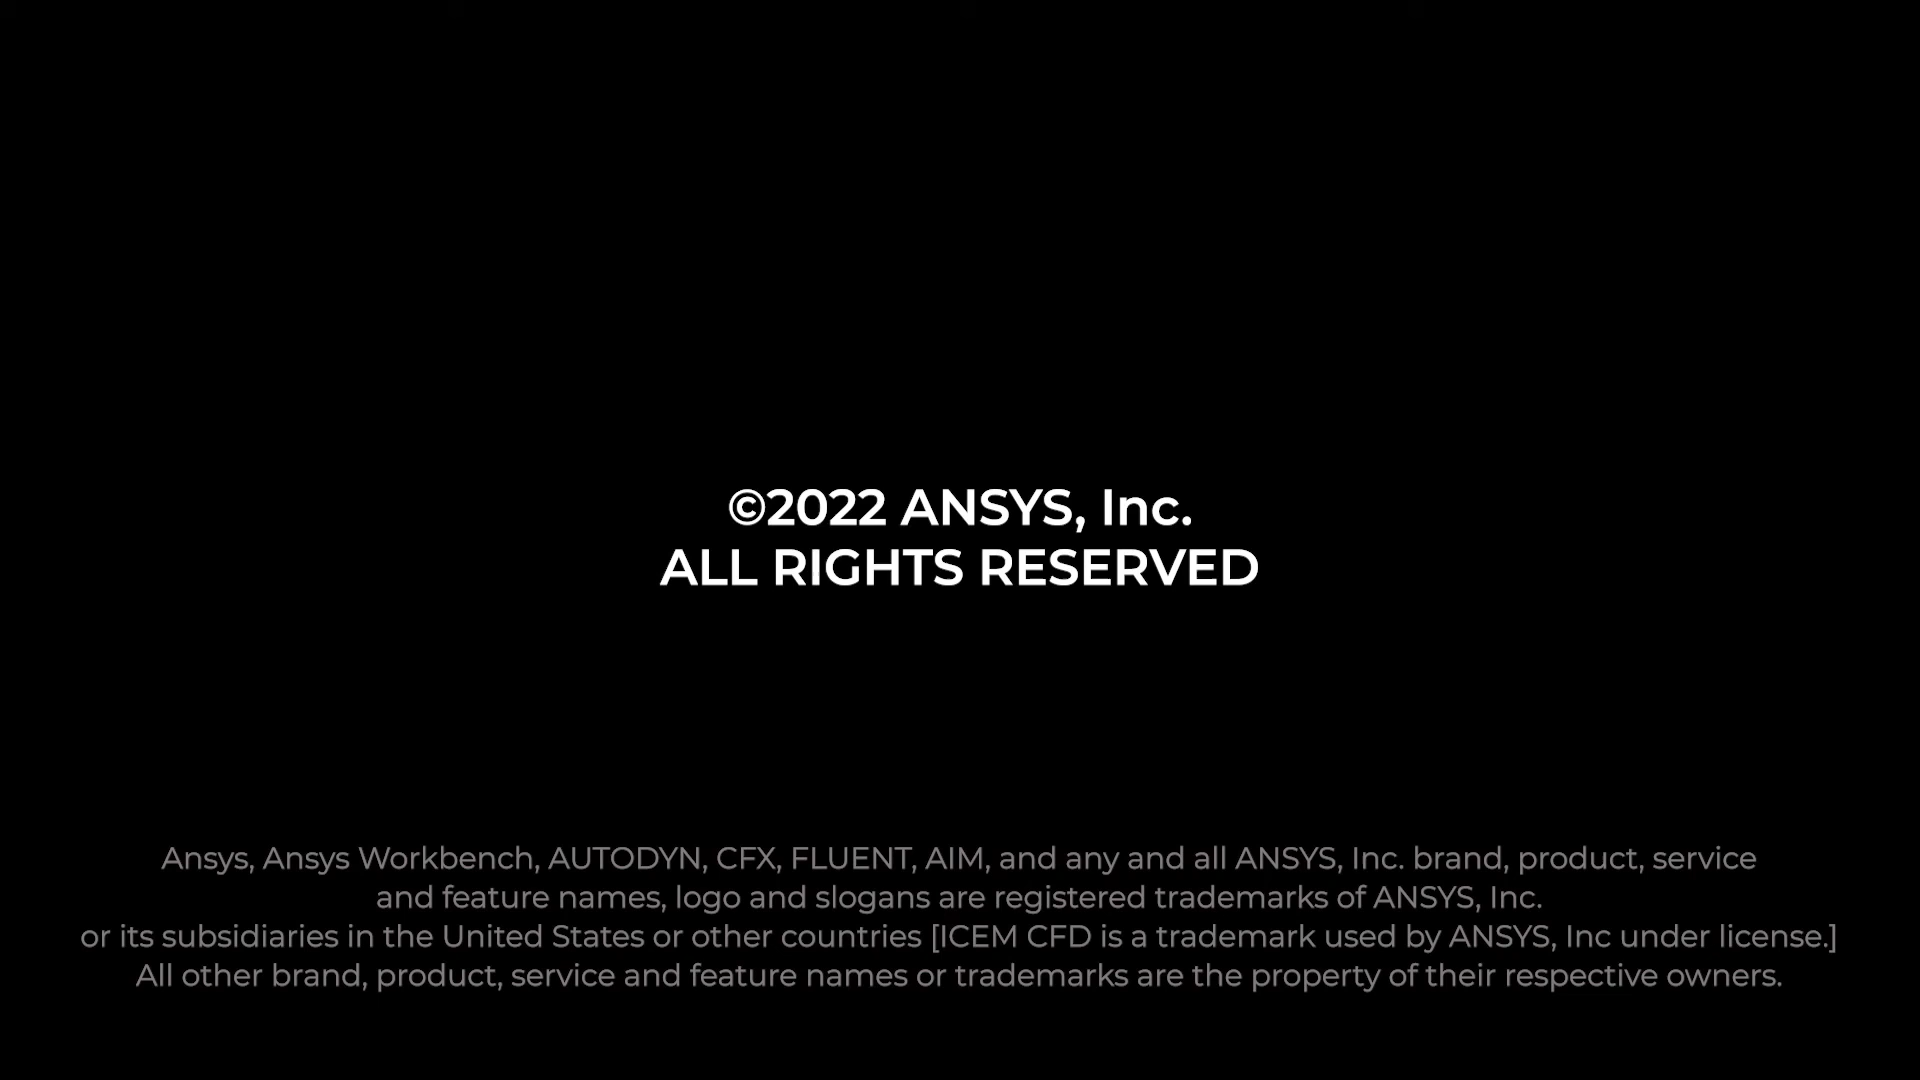 ©2022 ANSYS, Inc.
ALL RIGHTS RESERVED
Ansys, Ansys Workbench, AUTODYN, CFX, FLUENT, AIM, and any and all ANSYS, Inc. brand, product, service
and feature names, logo and slogans are registered trademarks of ANSYS, Inc.
or its subsidiaries in the United States or other countries [ICEM CFD is a trademark used by ANSYS, Inc under license.]
All other brand, product, service and feature names or trademarks are the property of their respective owners.